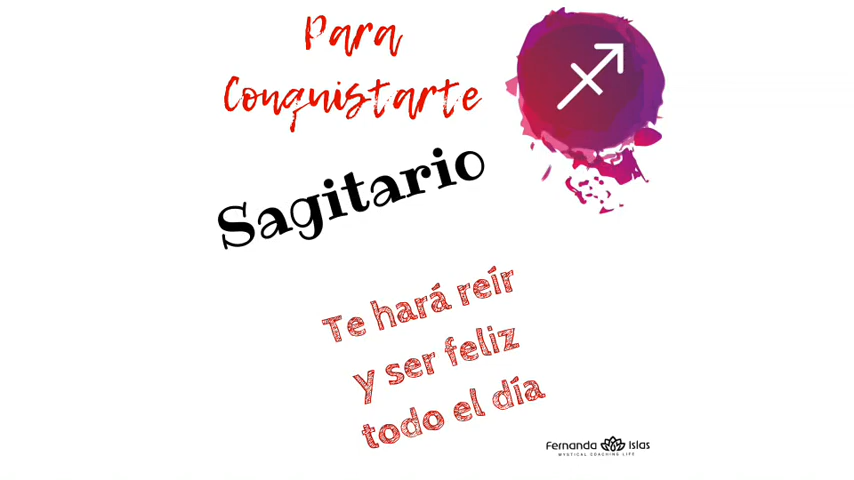 Para
Conquistarte
Sagitario
Te hará reír
y ser feliz
todo el día
Fernanda Islas
MYSTICAL COACHING LIFE